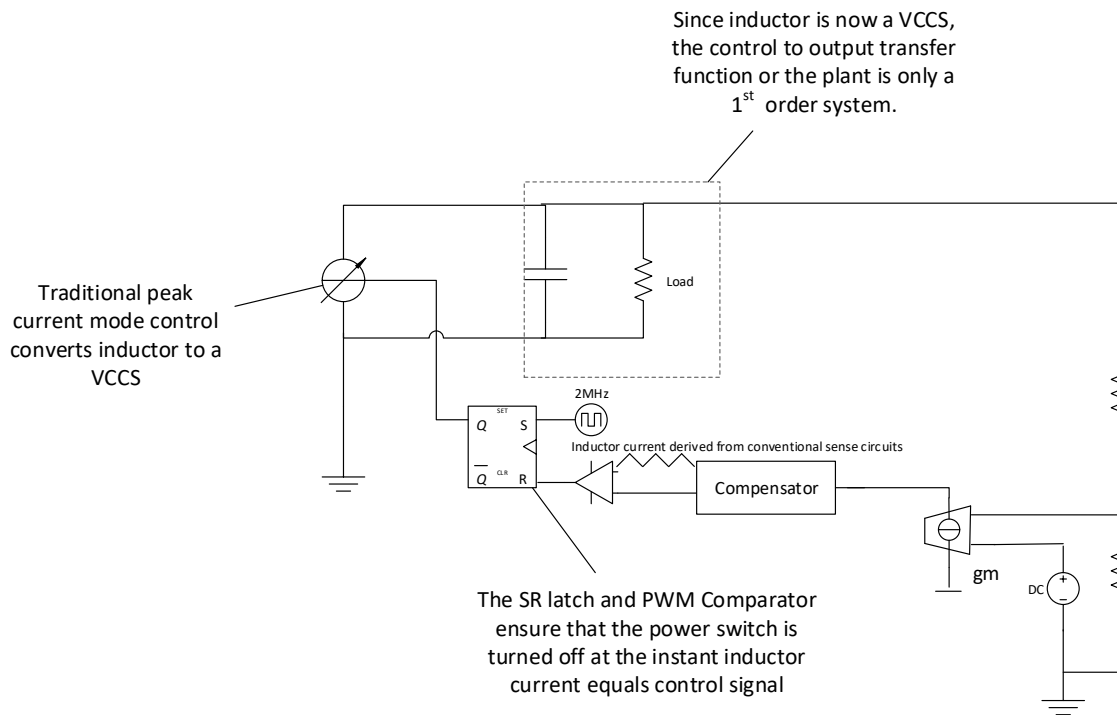 Since inductor is now a VCCS,
the control to output transfer
function or the plant is only a
1st order system.
Load
Traditional peak
current mode control
converts inductor to a
VCCS
2MHz
SET
Q S
Inductor current derived from conventional sense circuits
Q CLR R
Compensator
gm
DC
+
−
The SR latch and PWM Comparator
ensure that the power switch is
turned off at the instant inductor
current equals control signal